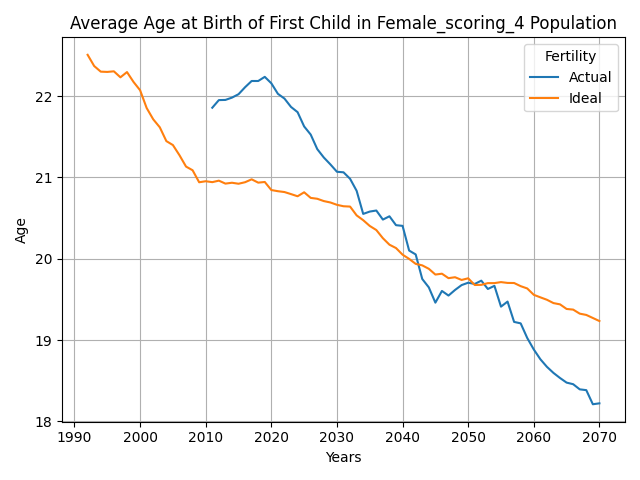 Average Age at Birth of First Child in Female_scoring_4 Population
Fertility
Actual
Ideal
Age
22
21
20
19
18
1990 2000 2010 2020 2030 2040 2050 2060 2070
Years